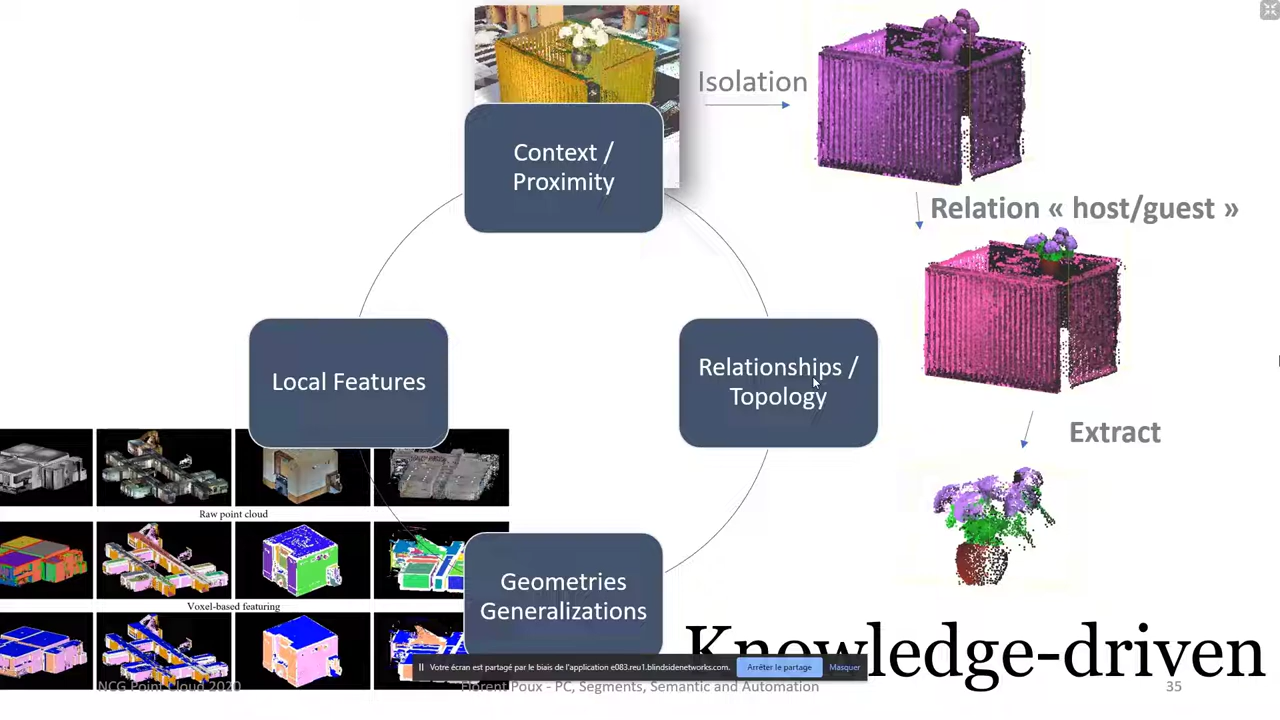 Isolation
Context /
Proximity
Relation « host/guest »
Local Features
Relationships /
Topology
Extract
Raw point cloud
Voxel-based featuring
Geometries
Generalizations
Knowledge-driven
Votre écran est partagé par le biais de l'application e083.reu1.blindsidenetworks.com.
Arrêter le partage
Masquer
NCG Point Cloud 2020
Florent Poux - PC, Segments, Semantic and Automation
35